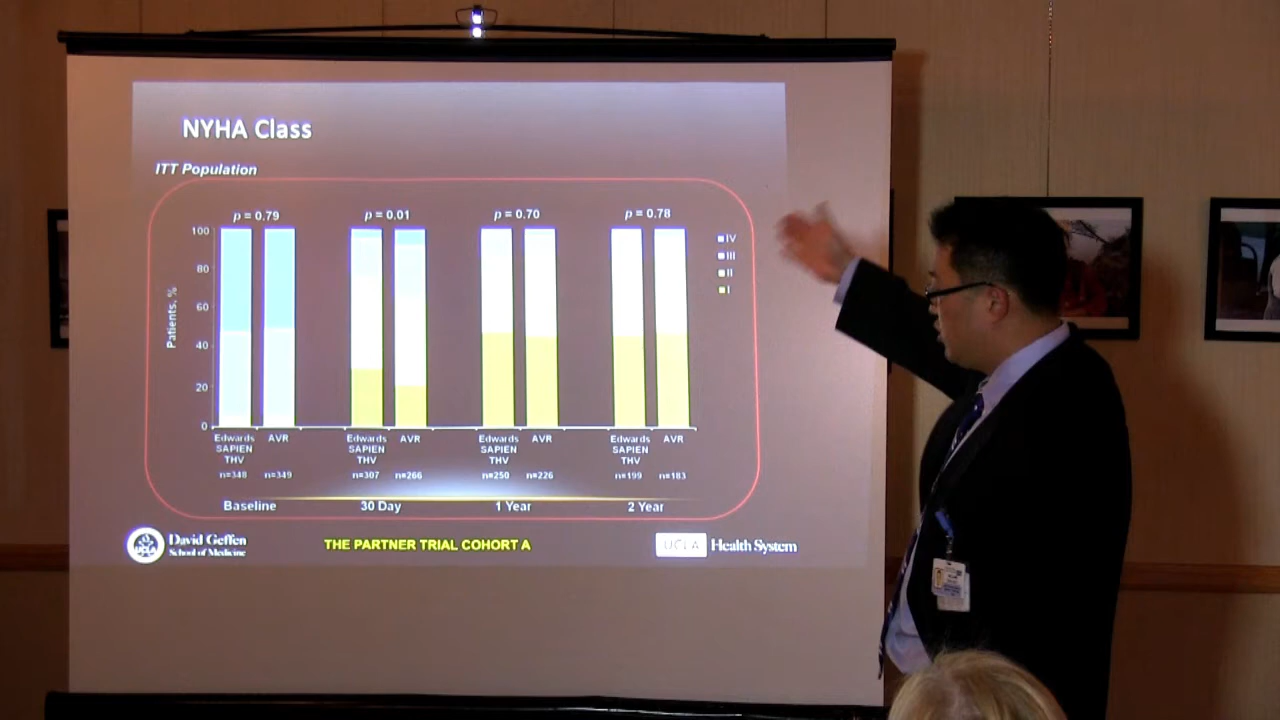 NYHA Class
ITT Population
p = 0.79 p = 0.01 p = 0.70 p = 0.78
Patients, %
100
80
60
40
20
0
IV
III
II
I
Edwards SAPIEN THV AVR Edwards SAPIEN THV AVR Edwards SAPIEN THV AVR Edwards SAPIEN THV AVR
n=348 n=349 n=307 n=266 n=250 n=226 n=199 n=183
Baseline 30 Day 1 Year 2 Year
UCLA
David Geffen
School of Medicine
THE PARTNER TRIAL COHORT A
UCLA Health System